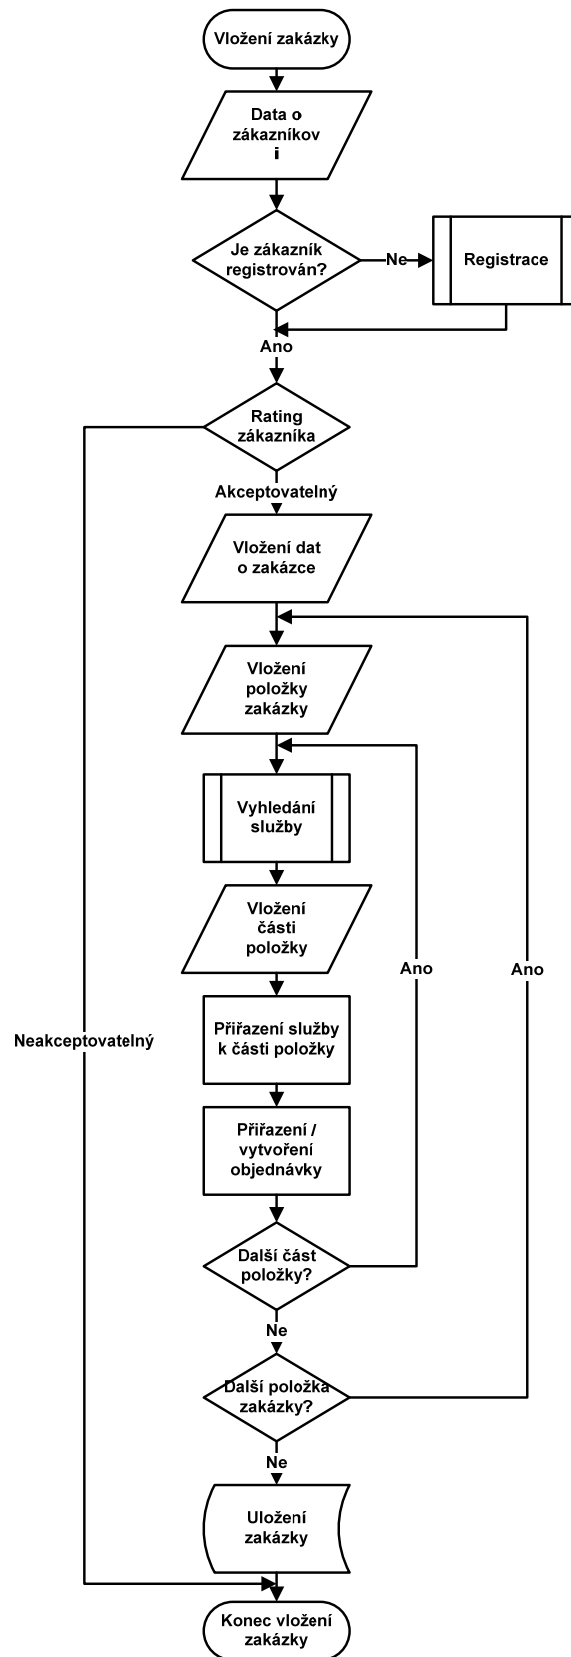 Vložení zakázky
Data o
zákazníkov
i
Je zákazník
registrován?
Ne
Registrace
Ano
Rating
zákazníka
Akceptovatelný
Vložení dat
o zakázce
Vložení
položky
zakázky
Vyhledání
služby
Vložení
části
položky
Ano
Ano
Neakceptovatelný
Přiřazení služby
k části položky
Přiřazení /
vytvoření
objednávky
Další část
položky?
Ne
Další položka
zakázky?
Ne
Uložení
zakázky
Konec vložení
zakázky